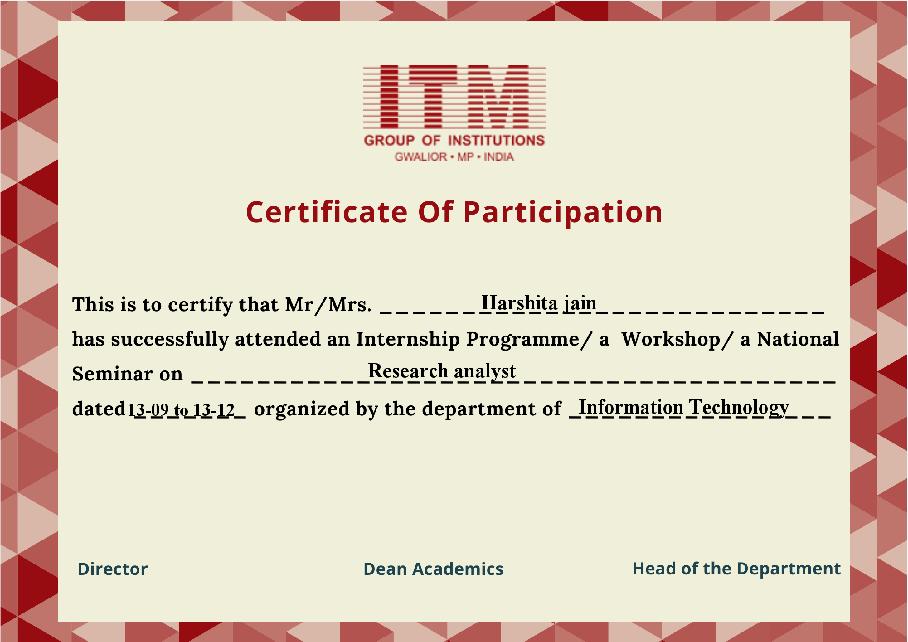 ITM
GROUP OF INSTITUTIONS
GWALIOR • MP • INDIA
Certificate Of Participation
This is to certify that Mr/Mrs. Harshita jain
has successfully attended an Internship Programme/ a Workshop/ a National
Seminar on Research analyst
dated 13-09 to 13-12 organized by the department of Information Technology
Director Dean Academics Head of the Department